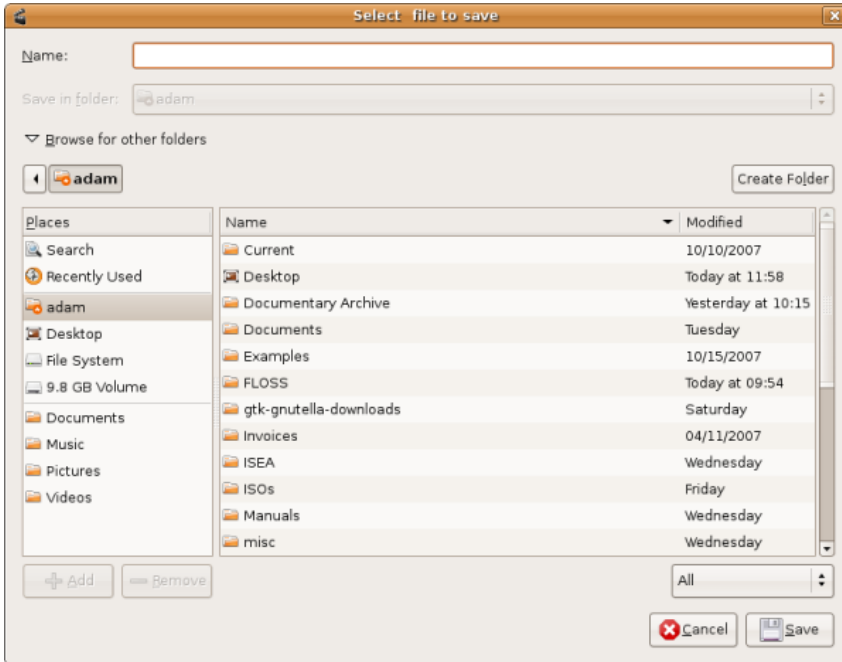 Select file to save
Name:
Save in folder: adam
Browse for other folders
adam
Create Folder
Places
Search
Recently Used
adam
Desktop
File System
9.8 GB Volume
Documents
Music
Pictures
Videos
Name Modified
Current 10/10/2007
Desktop Today at 11:58
Documentary Archive Yesterday at 10:15
Documents Tuesday
Examples 10/15/2007
FLOSS Today at 09:54
gtk-gnutella-downloads Saturday
Invoices 04/11/2007
ISEA Wednesday
ISOs Friday
Manuals Wednesday
misc Wednesday
Add
Remove
All
Cancel
Save